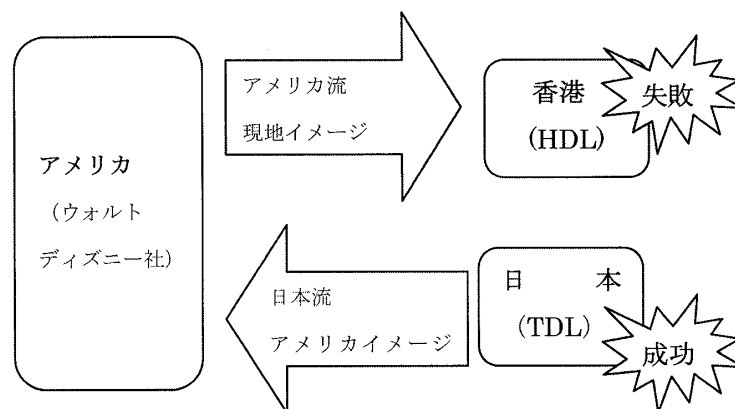 アメリカ
（ウォルト
ディズニー社）
アメリカ流
現地イメージ
香港
(HDL)
失敗
日本流
アメリカイメージ
日　本
(TDL)
成功